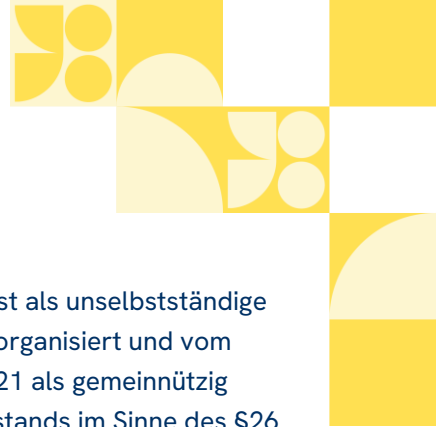 st als unselbstständige
organisiert und vom
21 als gemeinnützig
stands im Sinne des §26